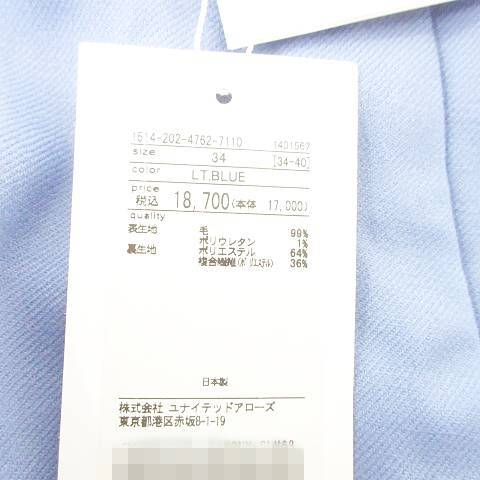 1514-202-4762-7110 1401567
size 34 [34-40]
color LT.BLUE
price
税込 18,700(本体 17,000)
quality
表生地 毛 99%
ポリウレタン 1%
裏生地 ポリエステル 64%
複合繊維(ポリエステル) 36%
日本製
株式会社 ユナイテッドアローズ
東京都港区赤坂8-1-19